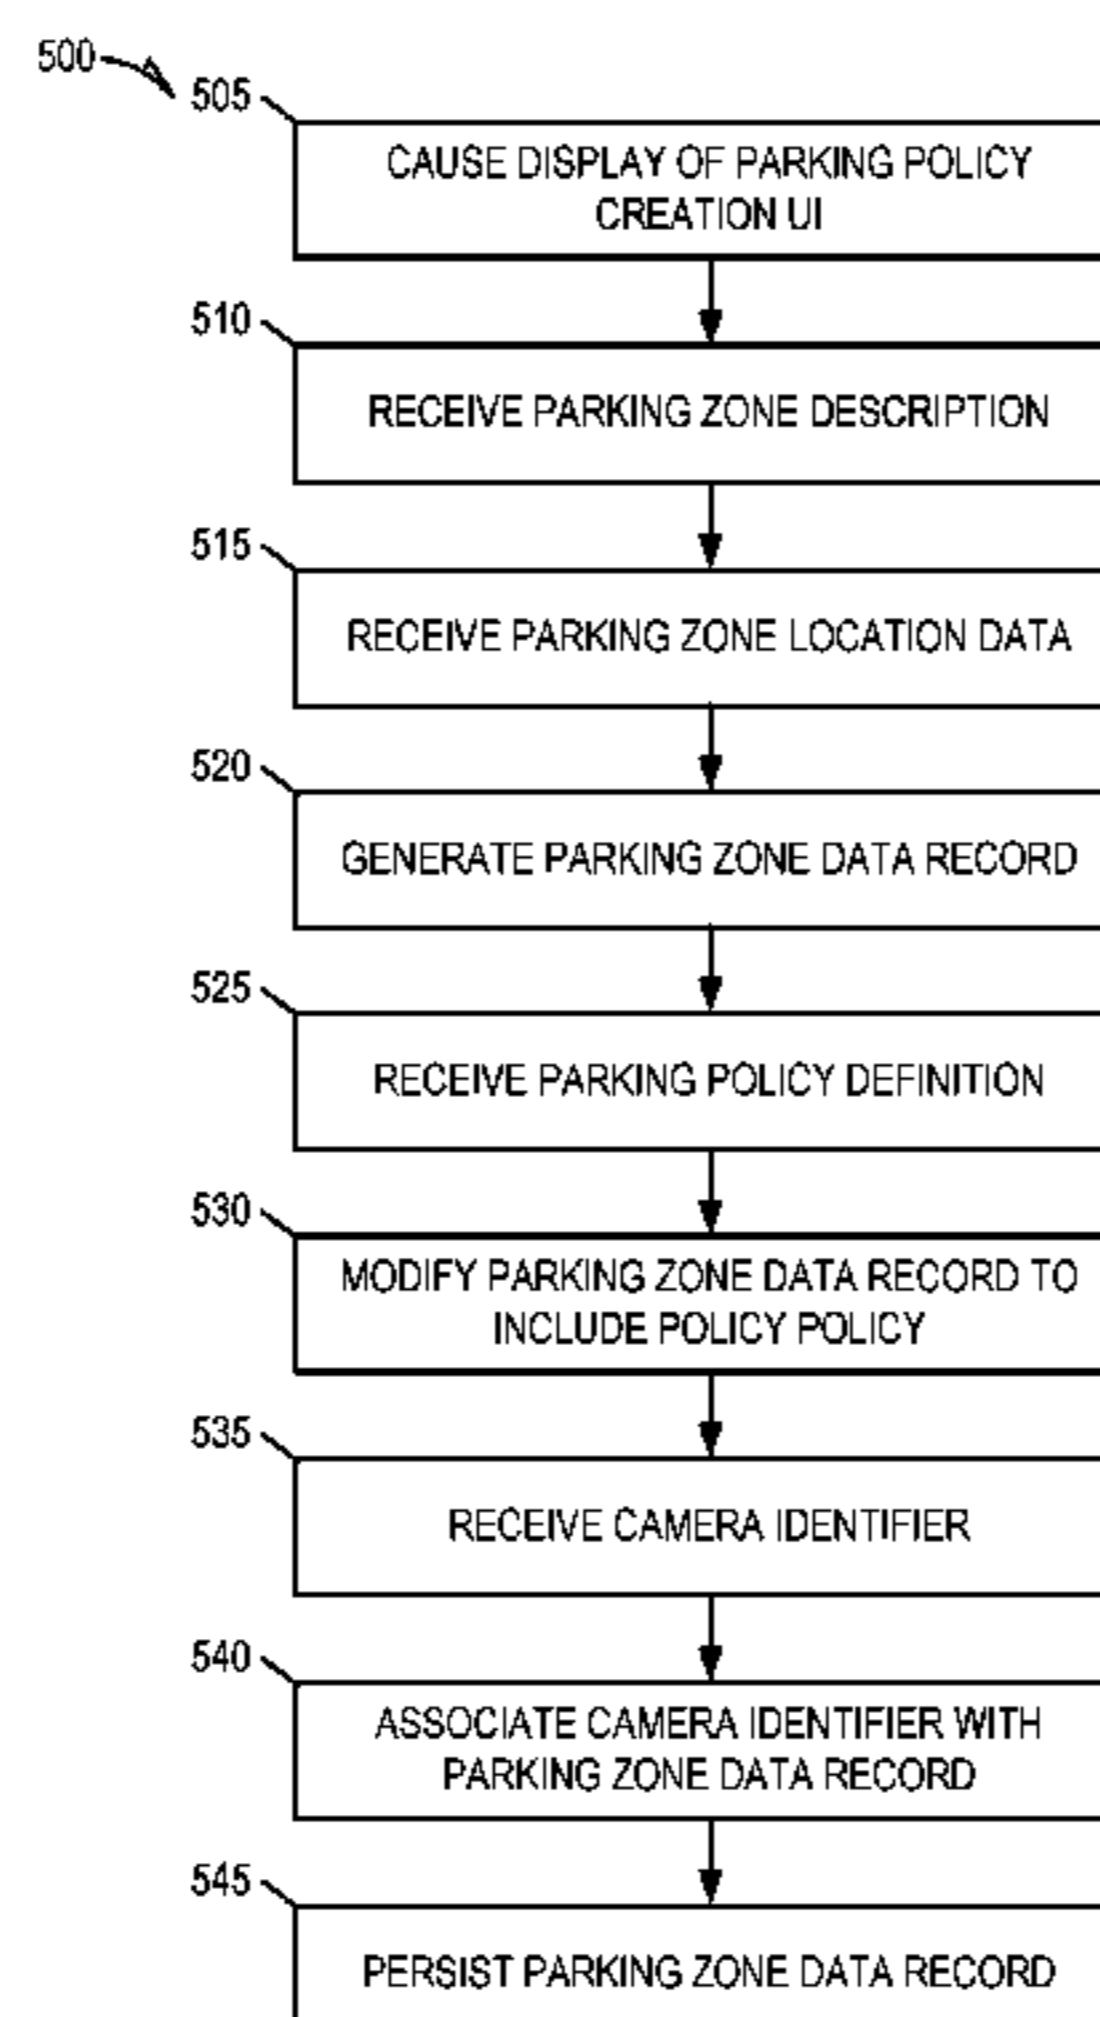 500
505
CAUSE DISPLAY OF PARKING POLICY
CREATION UI
510
RECEIVE PARKING ZONE DESCRIPTION
515
RECEIVE PARKING ZONE LOCATION DATA
520
GENERATE PARKING ZONE DATA RECORD
525
RECEIVE PARKING POLICY DEFINITION
530
MODIFY PARKING ZONE DATA RECORD TO
INCLUDE POLICY POLICY
535
RECEIVE CAMERA IDENTIFIER
540
ASSOCIATE CAMERA IDENTIFIER WITH
PARKING ZONE DATA RECORD
545
PERSIST PARKING ZONE DATA RECORD